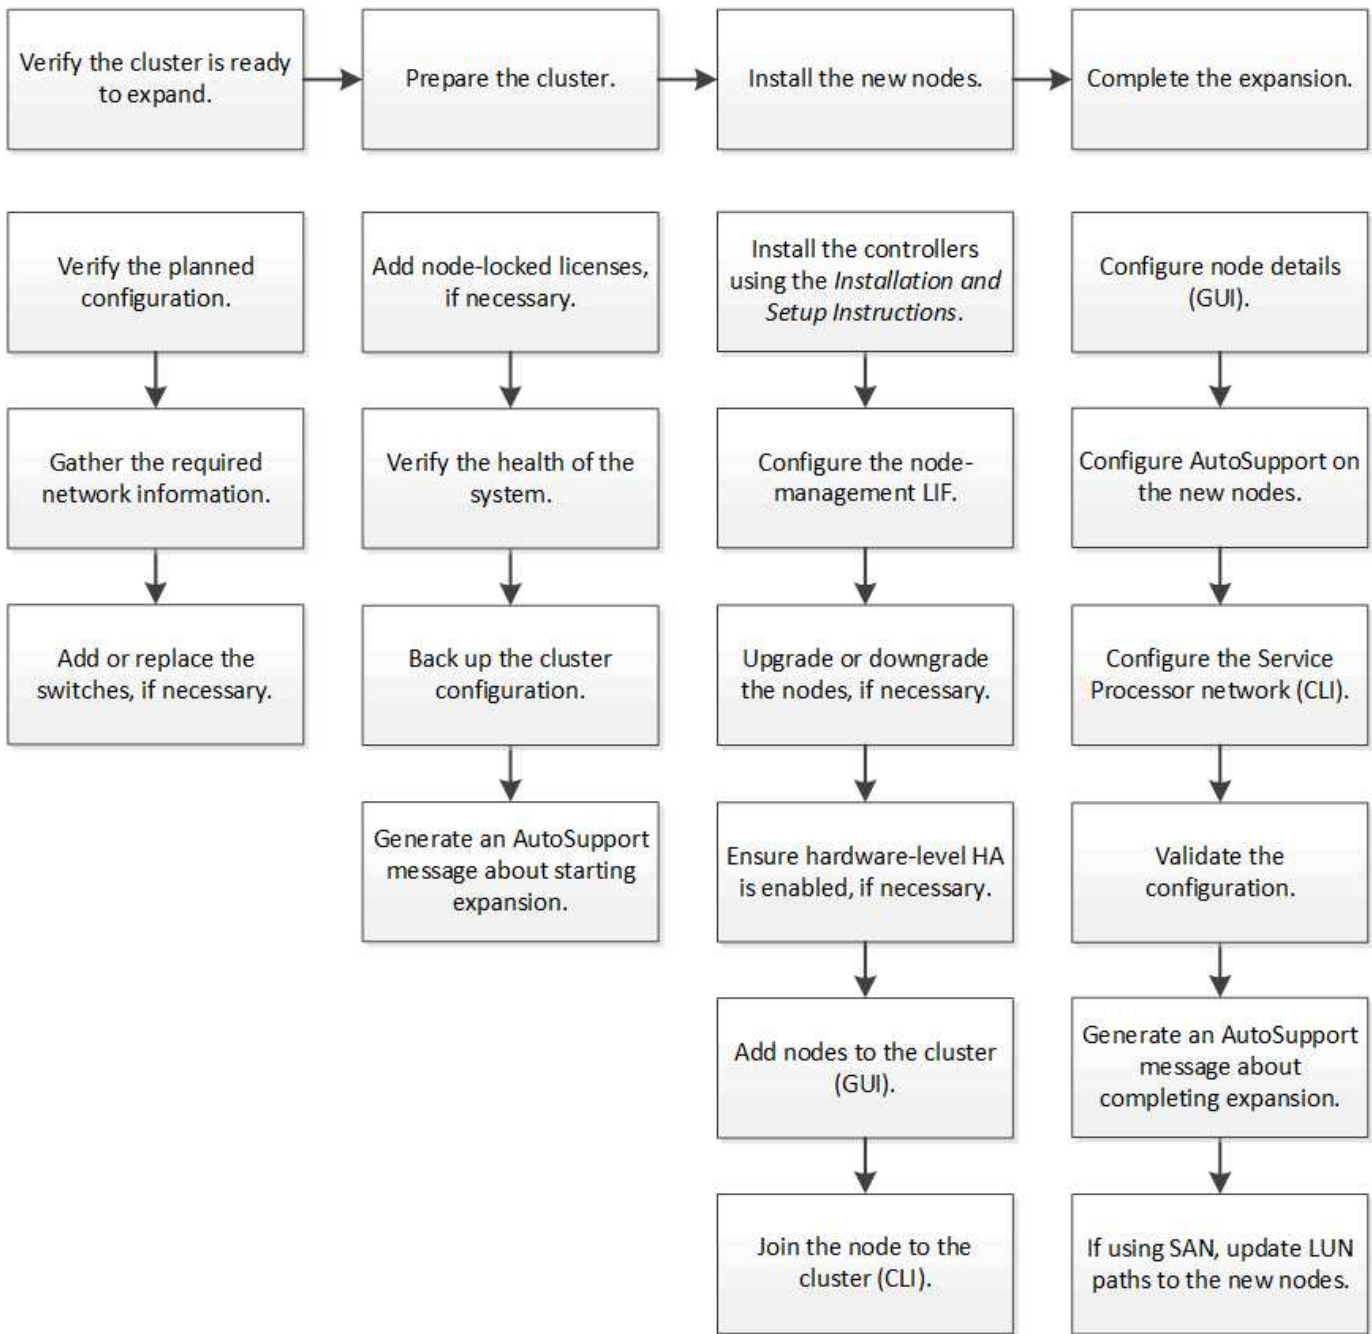 Verify the cluster is ready
to expand.
Prepare the cluster.
Install the new nodes.
Complete the expansion.
Verify the planned
configuration.
Gather the required
network information.
Add or replace the
switches, if necessary.
Add node-locked licenses,
if necessary.
Verify the health of the
system.
Back up the cluster
configuration.
Generate an AutoSupport
message about starting
expansion.
Install the controllers
using the Installation and
Setup Instructions.
Configure the node-
management LIF.
Upgrade or downgrade
the nodes, if necessary.
Ensure hardware-level HA
is enabled, if necessary.
Add nodes to the cluster
(GUI).
Join the node to the
cluster (CLI).
Configure node details
(GUI).
Configure AutoSupport on
the new nodes.
Configure the Service
Processor network (CLI).
Validate the
configuration.
Generate an AutoSupport
message about
completing expansion.
If using SAN, update LUN
paths to the new nodes.